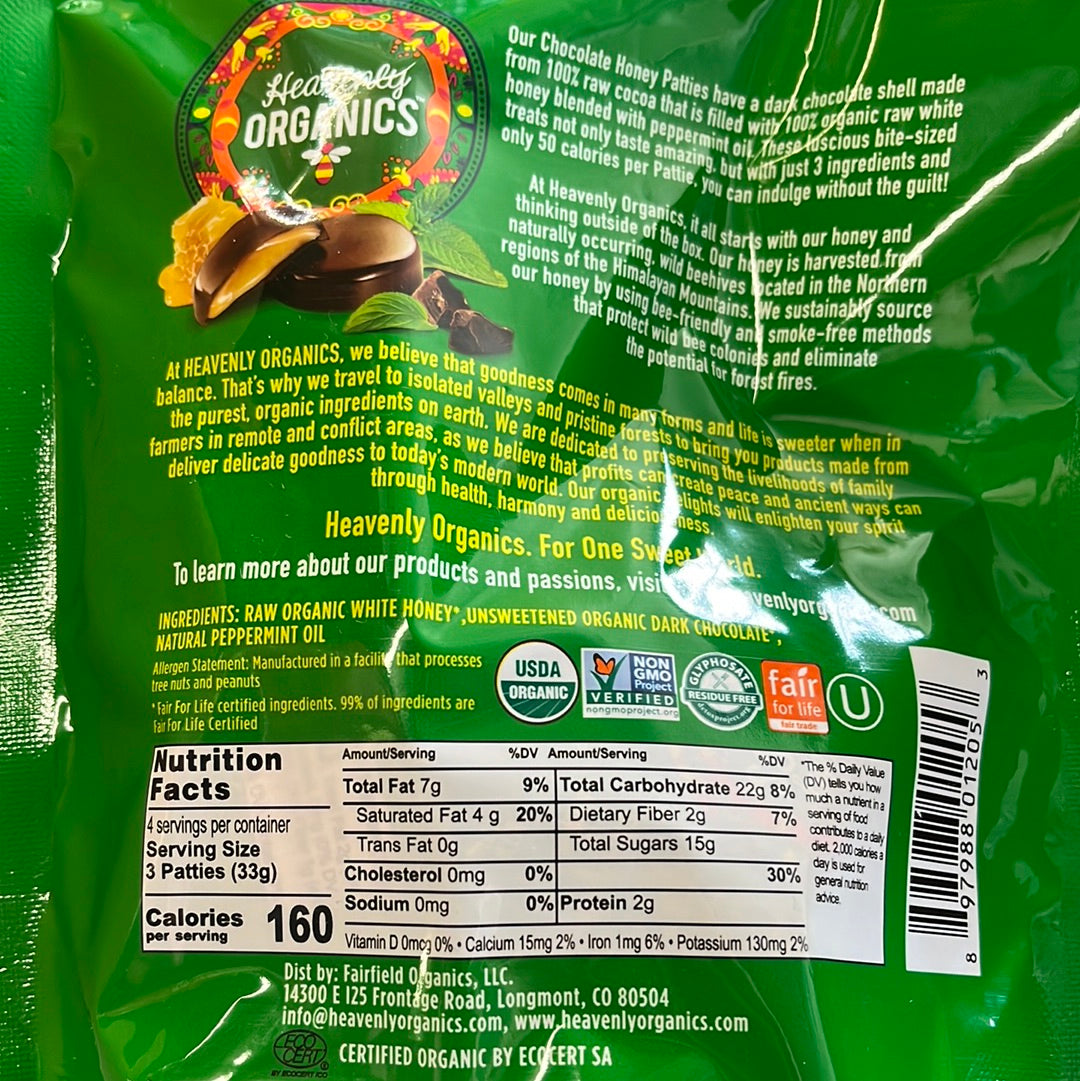 Heavenly
ORGANICS
Our Chocolate Honey Patties have a dark chocolate shell made
from 100% raw cocoa that is filled with 100% organic raw white
honey blended with peppermint oil. These luscious bite-sized
treats not only taste amazing, but with just 3 ingredients and
only 50 calories per Pattie, you can indulge without the guilt!
At Heavenly Organics, it all starts with our honey and
thinking outside of the box. Our honey is harvested from
naturally occurring, wild beehives located in the Northern
regions of the Himalayan Mountains. We sustainably source
our honey by using bee-friendly and smoke-free methods
that protect wild bee colonies and eliminate
the potential for forest fires.
At HEAVENLY ORGANICS, we believe that goodness comes in many forms and life is sweeter when in
balance. That's why we travel to isolated valleys and pristine forests to bring you products made from
the purest, organic ingredients on earth. We are dedicated to preserving the livelihoods of family
farmers in remote and conflict areas, as we believe that profits can create peace and ancient ways can
deliver delicate goodness to today's modern world. Our organic delights will enlighten your spirit
through health, harmony and
Heavenly Organics. For One Sweet
To learn more about our products and passions,
INGREDIENTS: RAW ORGANIC WHITE HONEY*,UNSWEETENED ORGANIC DARK CHOCOLATE*,
NATURAL PEPPERMINT OIL
Allergen Statement: Manufactured in a facility that processes
tree nuts and peanuts
*Fair For Life certified ingredients. 99% of ingredients are
Fair For Life Certified
USDA
ORGANIC
NON
GMO
Project
VERIFIED
nongmoproject.org
GLYPHOSATE
RESIDUE FREE
detoxproject.org
fair
for life
fair trade
U
Nutrition
Facts
4 servings per container
Serving Size
3 Patties (33g)
Calories 160
per serving
Amount/Serving %DV Amount/Serving %DV
Total Fat 7g 9% Total Carbohydrate 22g 8%
Saturated Fat 4 g 20% Dietary Fiber 2g 7%
Trans Fat 0g Total Sugars 15g
Cholesterol 0mg 0% 30%
Sodium 0mg 0% Protein 2g
Vitamin D 0mcg 0% • Calcium 15mg 2% • Iron 1mg 6% • Potassium 130mg 2%
*The % Daily Value
(DV) tells you how
much a nutrient in a
serving of food
contributes to a daily
diet. 2,000 calories a
day is used for
general nutrition
advice.
8 97988 01205 3
Dist by: Fairfield Organics, LLC.
14300 E I25 Frontage Road, Longmont, CO 80504
info@heavenlyorganics.com, www.heavenlyorganics.com
ECO
CERT
BY ECOCERT ICO
CERTIFIED ORGANIC BY ECOCERT SA